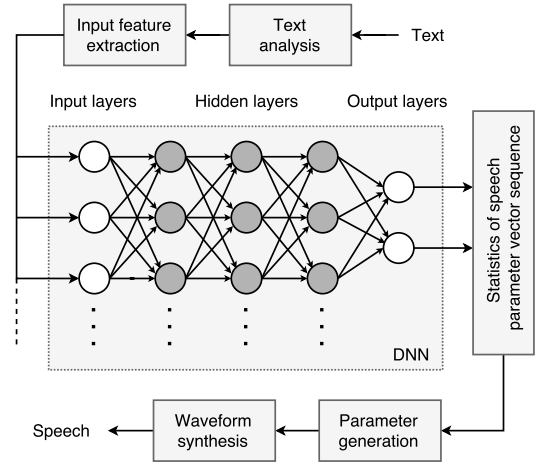 Input feature
extraction
Text
analysis
Text
Input layers
Hidden layers
Output layers
Statistics of speech
parameter vector sequence
DNN
Speech
Waveform
synthesis
Parameter
generation